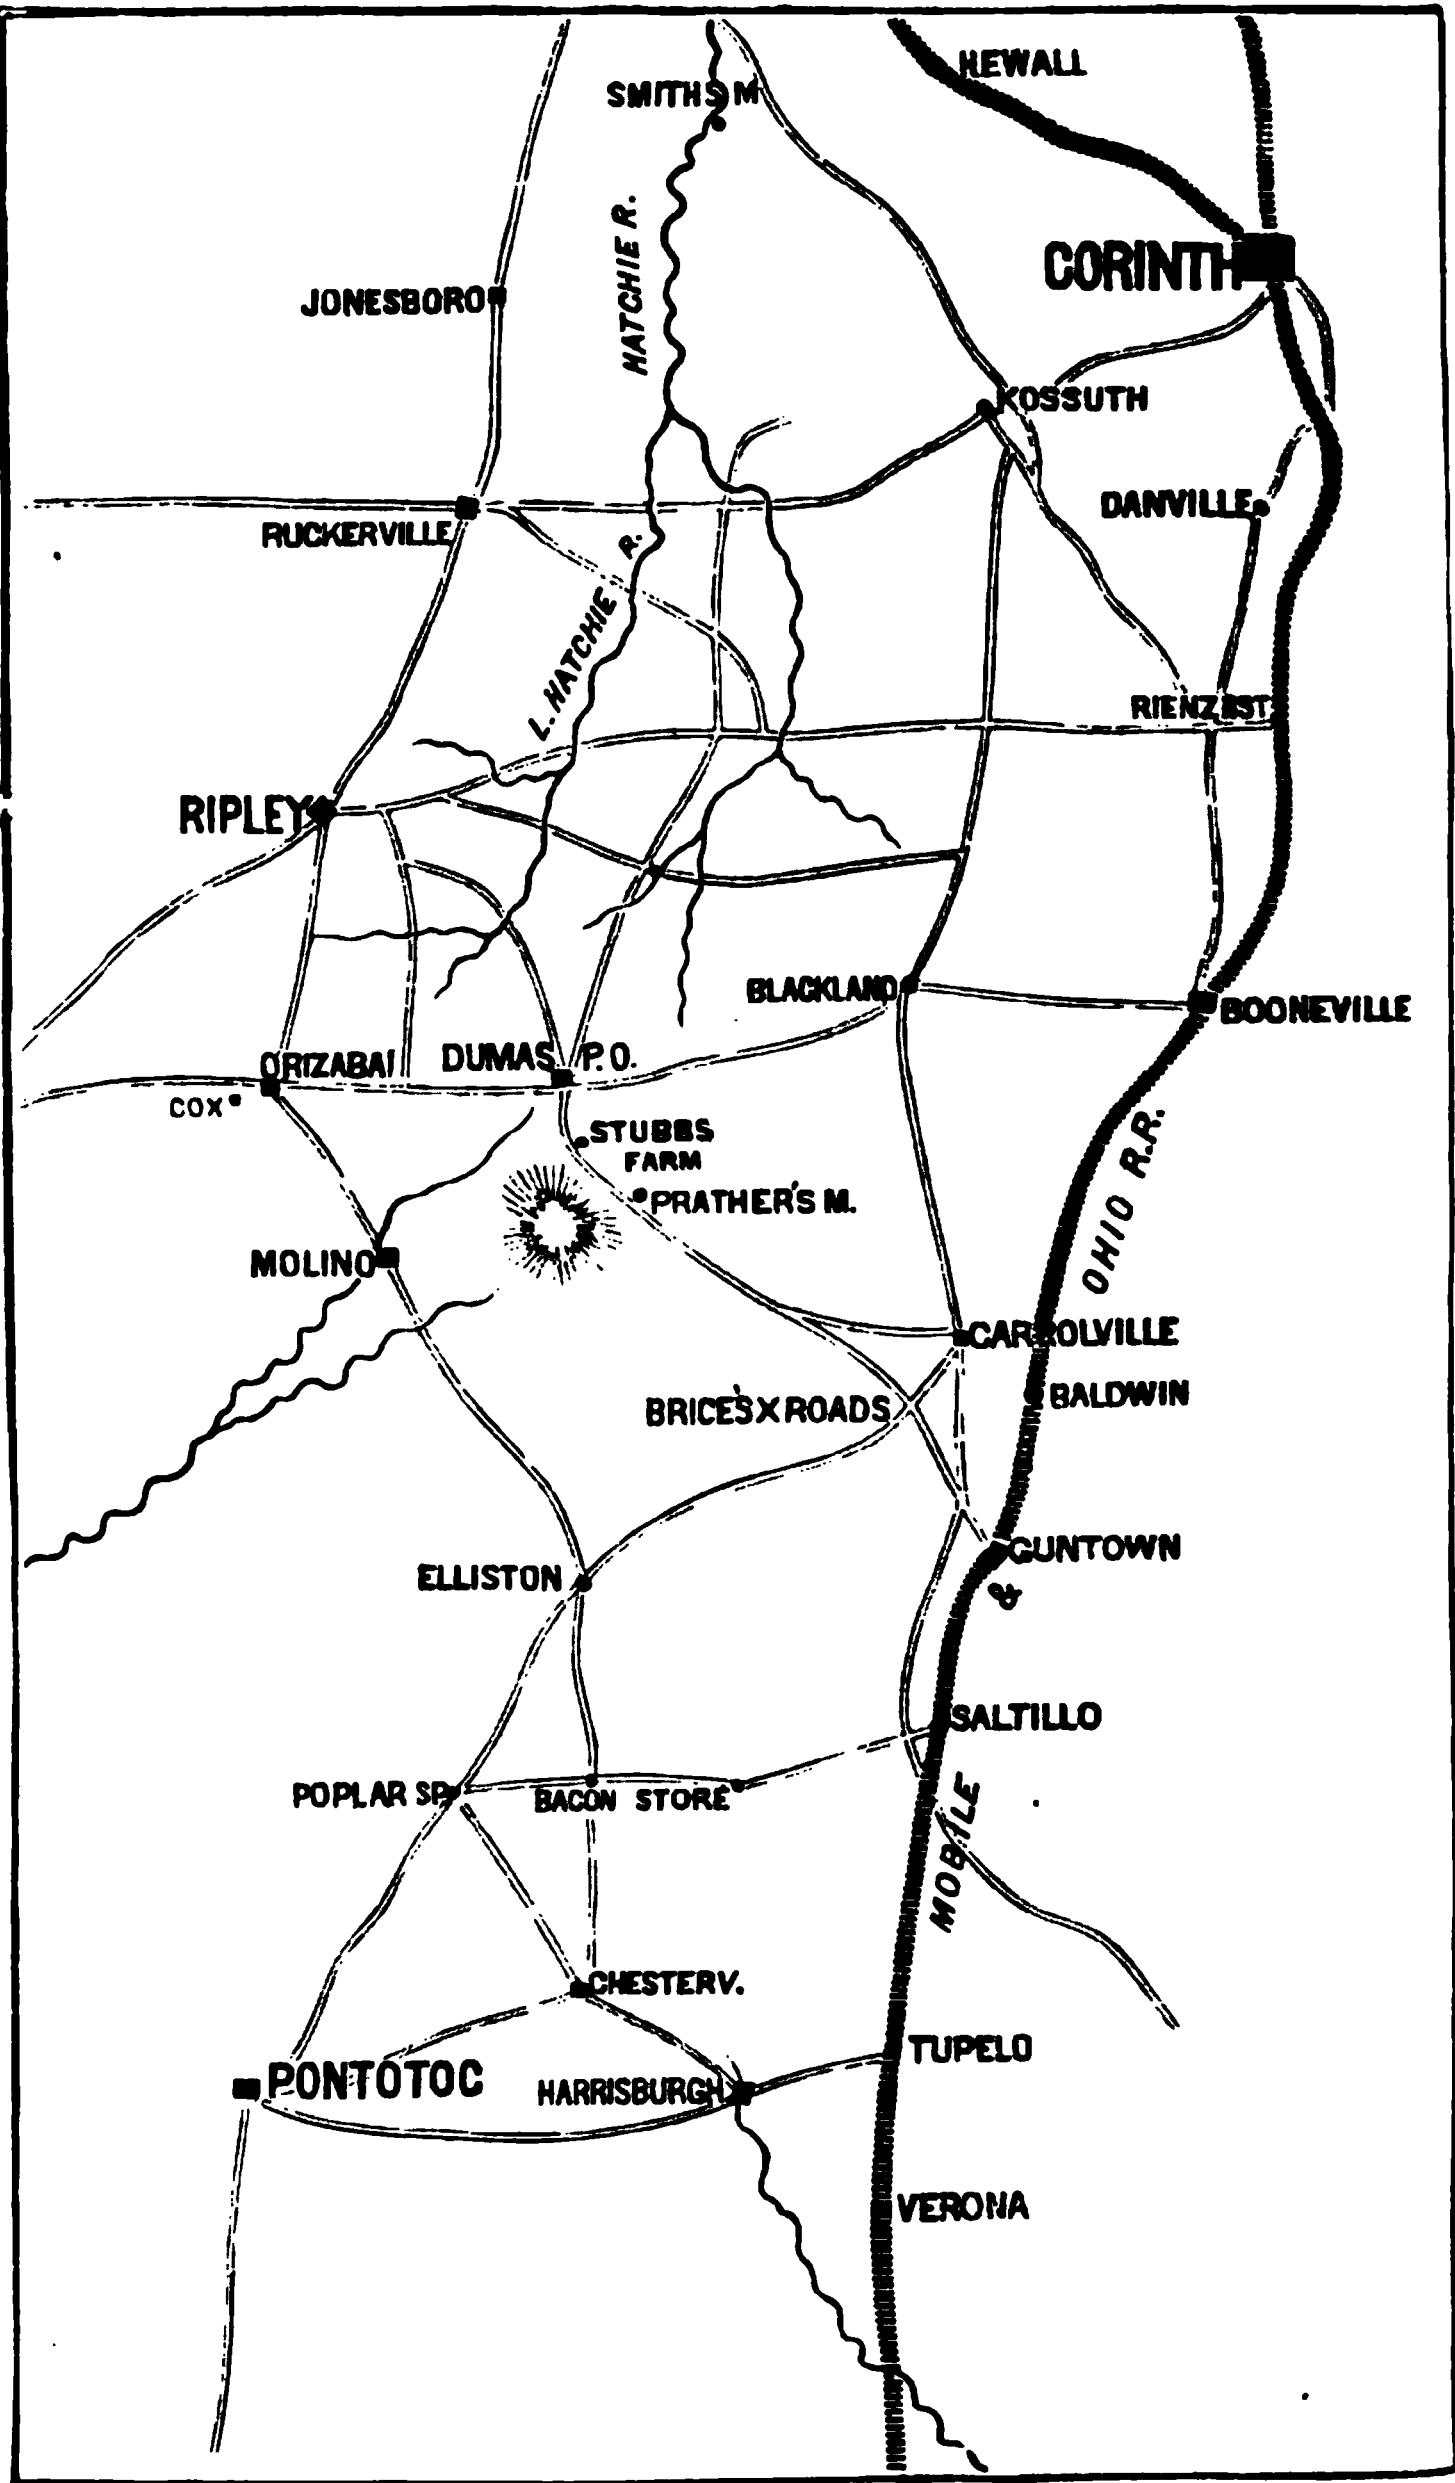 HEWALL
SMITHS M
HATCHIE R.
CORINTH
JONESBORO
KOSSUTH
DANVILLE
RUCKERVILLE
L. HATCHIE R.
RIENZI ST
RIPLEY
BLACKLAND
BOONEVILLE
ORIZABA
DUMAS P.O.
COX
STUBBS
FARM
PRATHER'S M.
OHIO R.R.
MOLINO
CARROLVILLE
BALDWIN
BRICE'S X ROADS
GUNTOWN
&
ELLISTON
SALTILLO
POPLAR SP.
BACON STORE
MOBILE
CHESTERV.
TUPELO
PONTOTOC
HARRISBURGH
VERONA